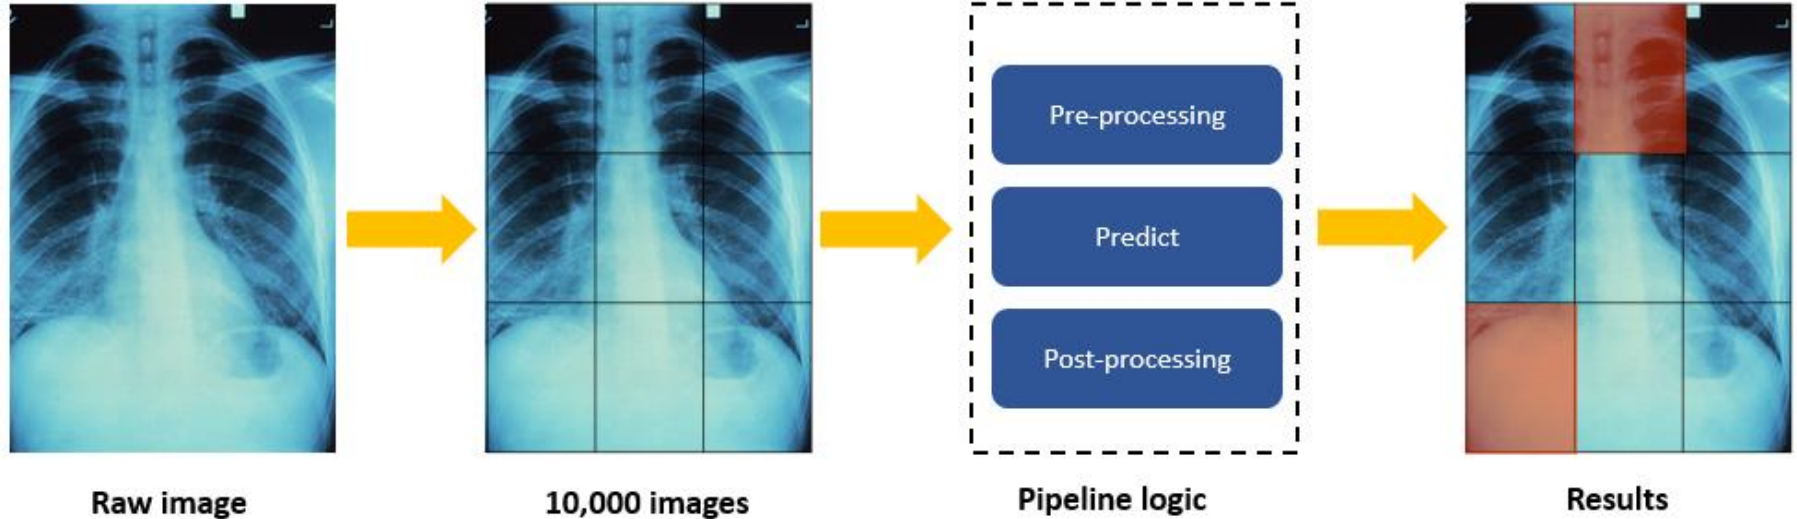 Pre-processing
Predict
Post-processing
Raw image
10,000 images
Pipeline logic
Results